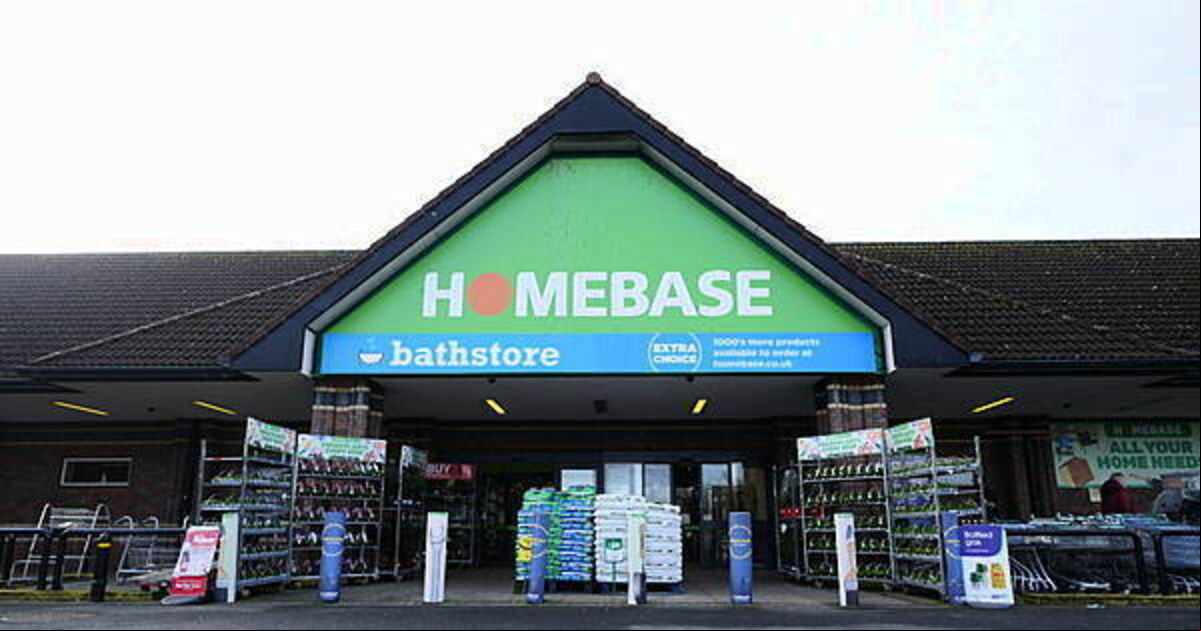 HOMEBASE
bathstore
EXTRA
CHOICE
1000's more products
available to order at
homebase.co.uk
BUY
HOMEBASE
ALL YOUR
HOME NEED